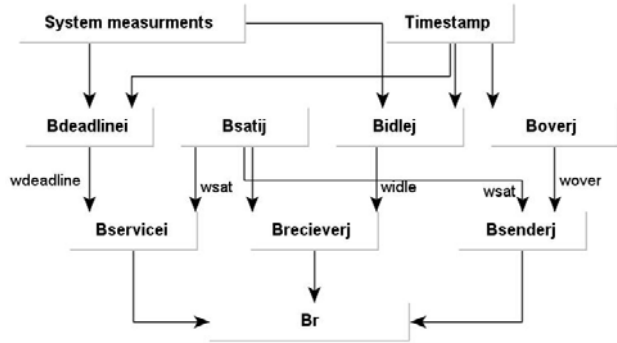 System measurments
Timestamp
Bdeadlinei
Bsatij
Bidlej
Boverj
wdeadline
wsat
widle
wsat
wover
Bservicei
Brecieverj
Bsenderj
Br